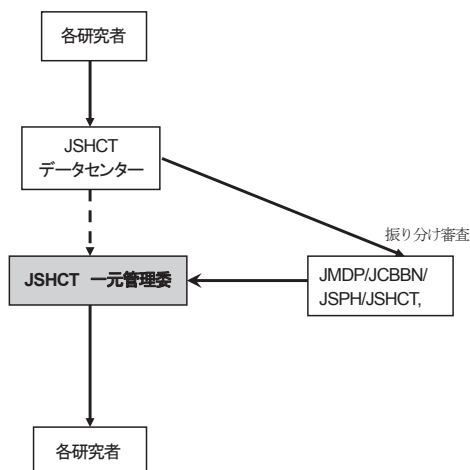 各研究者
JSHCT
データセンター
振り分け審査
JSHCT 一元管理委
JMDP/JCBBN/
JSPH/JSHCT,
各研究者